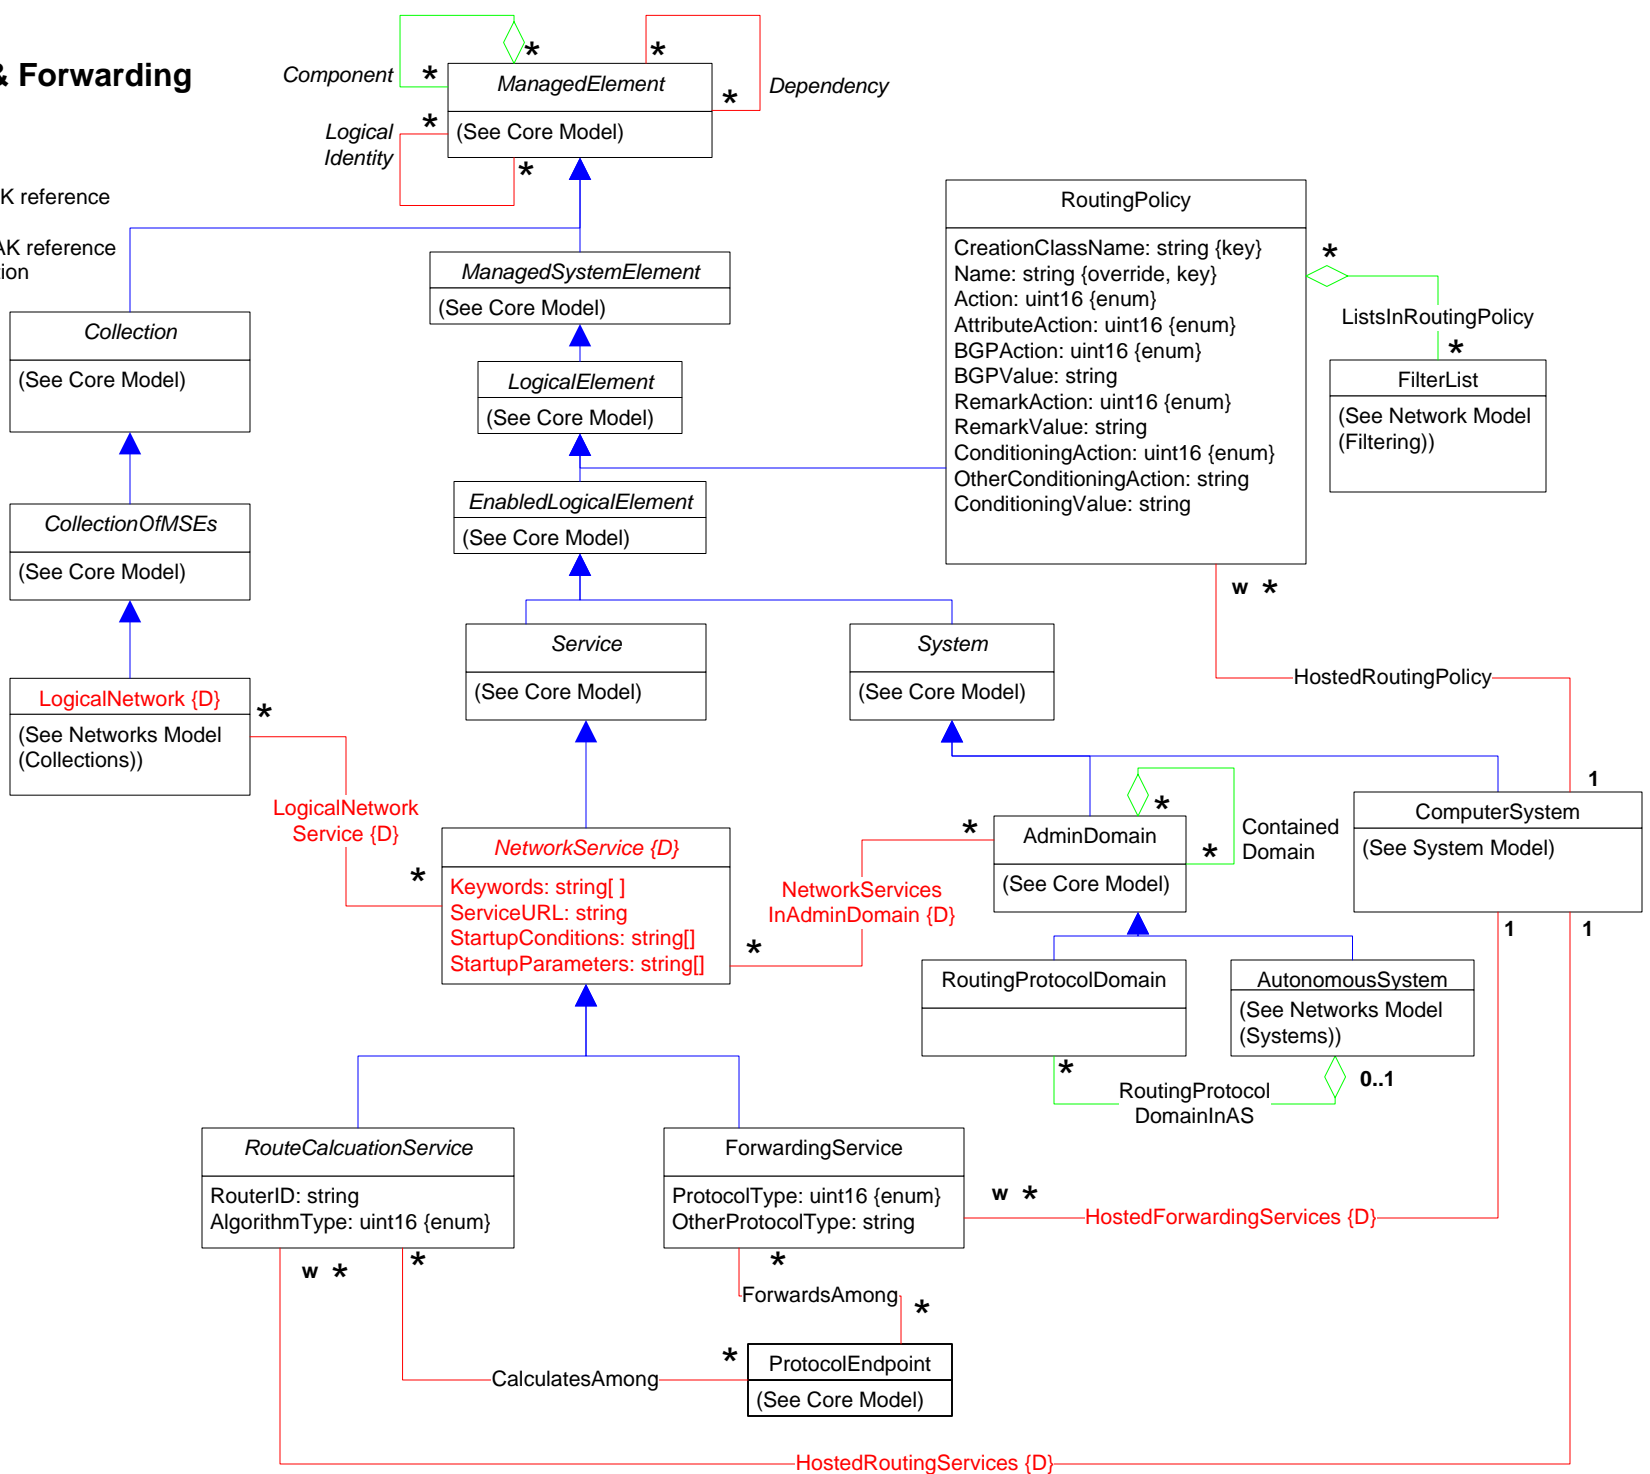 & Forwarding
Component
*
*
*
*
ManagedElement
(See Core Model)
Dependency
Logical
Identity
*
*
K reference
AK reference
tion
ManagedSystemElement
(See Core Model)
Collection
(See Core Model)
LogicalElement
(See Core Model)
RoutingPolicy
CreationClassName: string {key}
Name: string {override, key}
Action: uint16 {enum}
AttributeAction: uint16 {enum}
BGPAction: uint16 {enum}
BGPValue: string
RemarkAction: uint16 {enum}
RemarkValue: string
ConditioningAction: uint16 {enum}
OtherConditioningAction: string
ConditioningValue: string
*
ListsInRoutingPolicy
*
FilterList
(See Network Model
(Filtering))
CollectionOfMSEs
(See Core Model)
EnabledLogicalElement
(See Core Model)
w *
Service
(See Core Model)
System
(See Core Model)
HostedRoutingPolicy
LogicalNetwork {D}
(See Networks Model
(Collections))
*
LogicalNetwork
Service {D}
*
NetworkService {D}
Keywords: string[ ]
ServiceURL: string
StartupConditions: string[]
StartupParameters: string[]
*
NetworkServices
InAdminDomain {D}
*
*
*
AdminDomain
(See Core Model)
Contained
Domain
1
ComputerSystem
(See System Model)
1
1
RoutingProtocolDomain
AutonomousSystem
(See Networks Model
(Systems))
*
RoutingProtocol
DomainInAS
0..1
RouteCalcuationService
RouterID: string
AlgorithmType: uint16 {enum}
ForwardingService
ProtocolType: uint16 {enum}
OtherProtocolType: string
w *
HostedForwardingServices {D}
w *
*
*
ForwardsAmong
*
*
ProtocolEndpoint
(See Core Model)
CalculatesAmong
HostedRoutingServices {D}